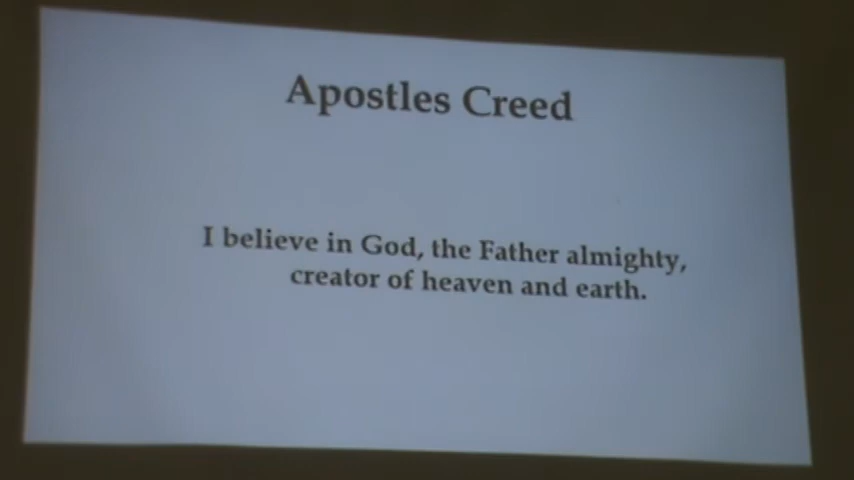 Apostles Creed
I believe in God, the Father almighty,
creator of heaven and earth.